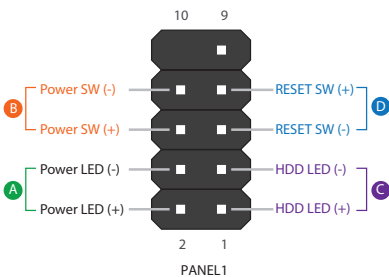 10 9
B Power SW (-) RESET SW (+) D
Power SW (+) RESET SW (-)
A Power LED (-) HDD LED (-) C
Power LED (+) HDD LED (+)
2 1
PANEL1